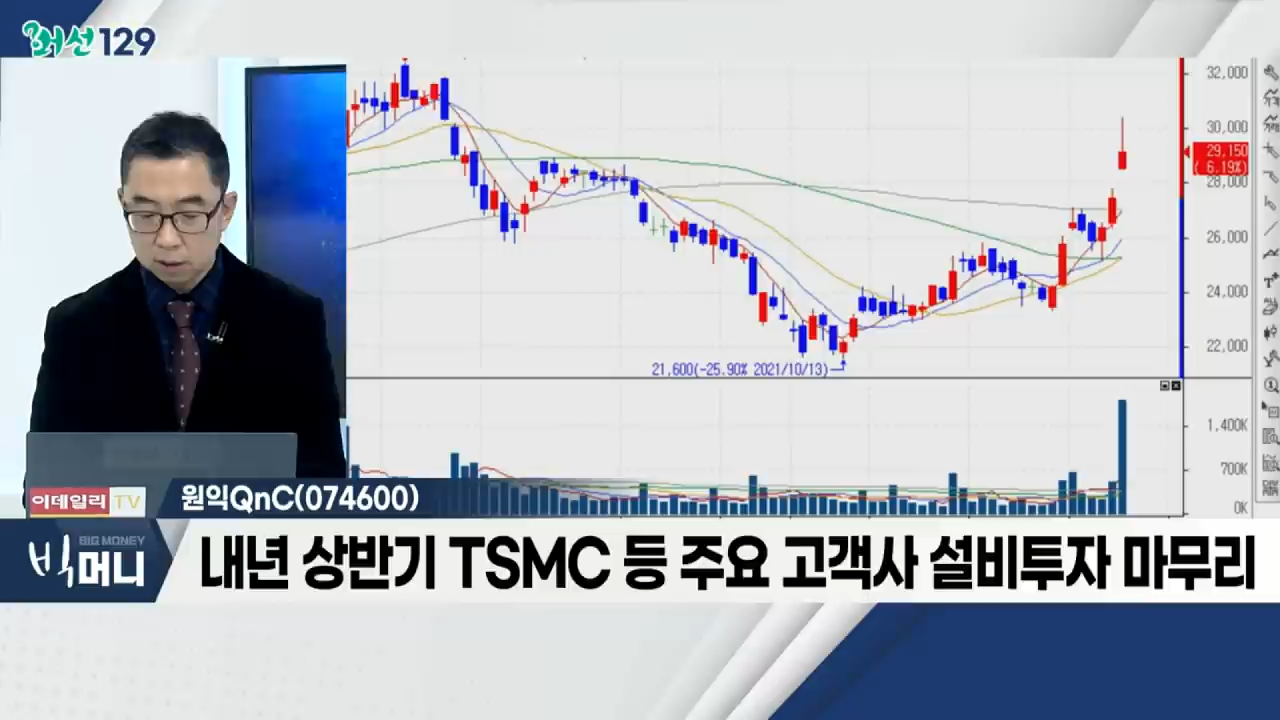 머선129
32,000
30,000
29,150
( 6.19%)
28,000
26,000
24,000
22,000
21,600(-25.90% 2021/10/13)
1,400K
700K
0K
이데일리TV
원익QnC(074600)
BIG MONEY
빅머니
내년 상반기 TSMC 등 주요 고객사 설비투자 마무리